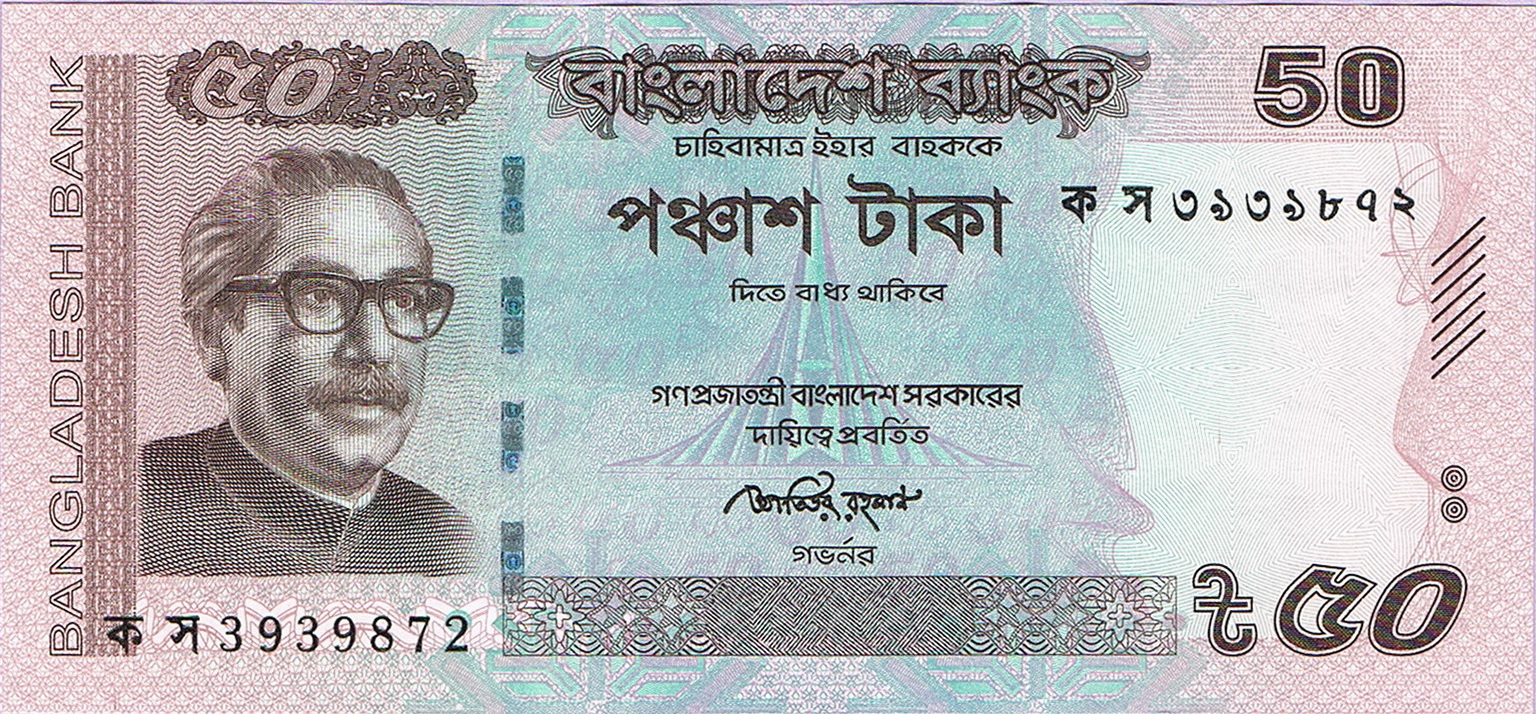 BANGLADESH BANK
৫০
বাংলাদেশ ব্যাংক
50
চাহিবামাত্র ইহার বাহককে
পঞ্চাশ টাকা
ক স ৩৯৩৯৮৭২
দিতে বাধ্য থাকিবে
গণপ্রজাতন্ত্রী বাংলাদেশ সরকারের
দায়িত্বে প্রবর্তিত
আতিউর রহমান
গভর্নর
ক স 3939872
৳ ৫০